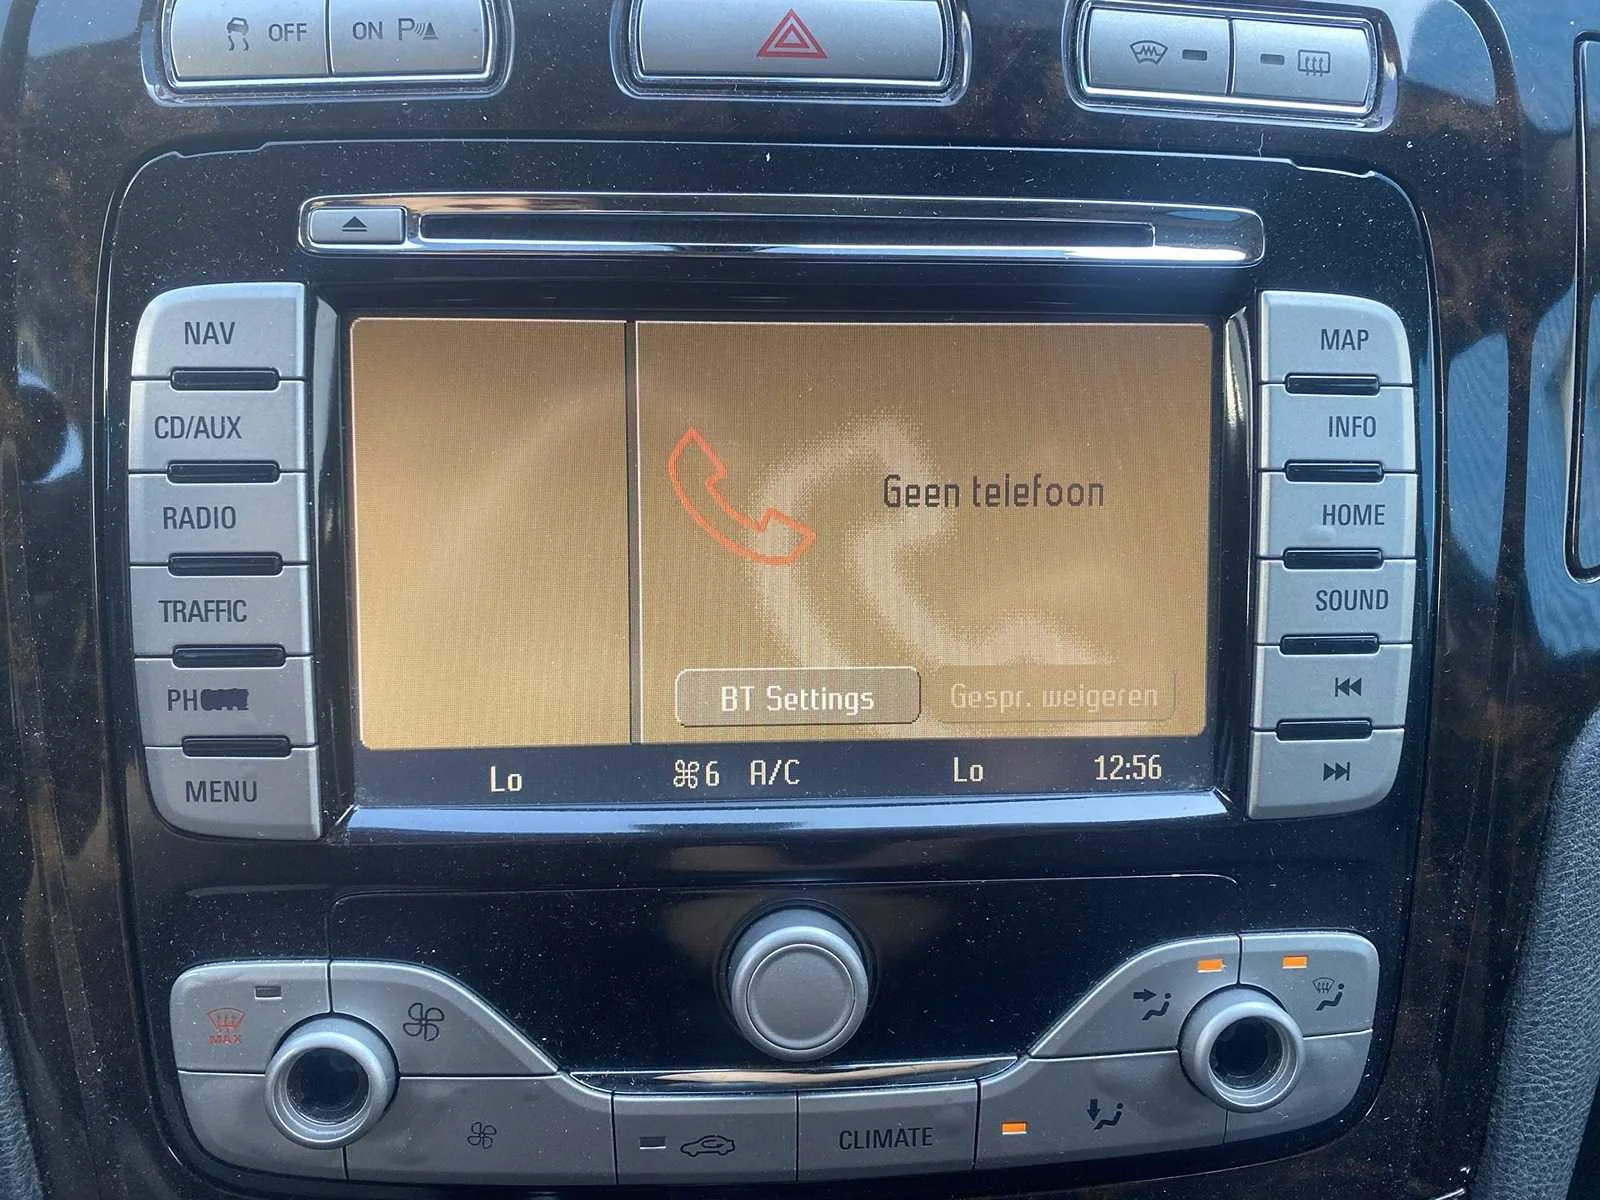 OFF
ON P
NAV
CD/AUX
RADIO
TRAFFIC
PH
MENU
MAP
INFO
HOME
SOUND
Geen telefoon
BT Settings
Gespr. weigeren
Lo
6 A/C
Lo
12:56
MAX
CLIMATE